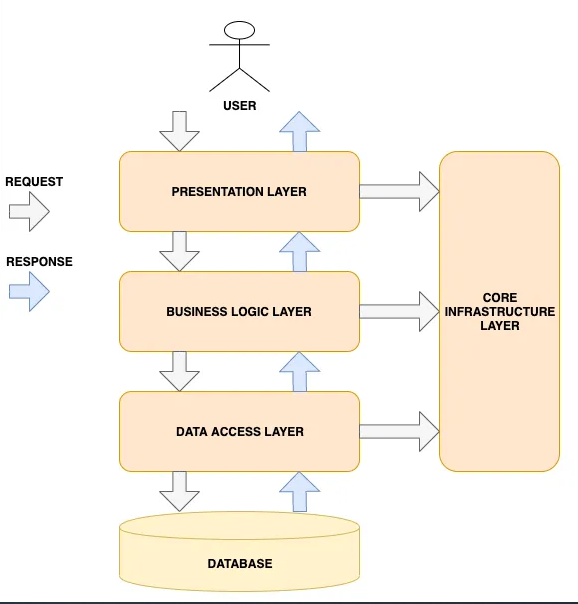 USER
REQUEST
PRESENTATION LAYER
RESPONSE
BUSINESS LOGIC LAYER
CORE
INFRASTRUCTURE
LAYER
DATA ACCESS LAYER
DATABASE